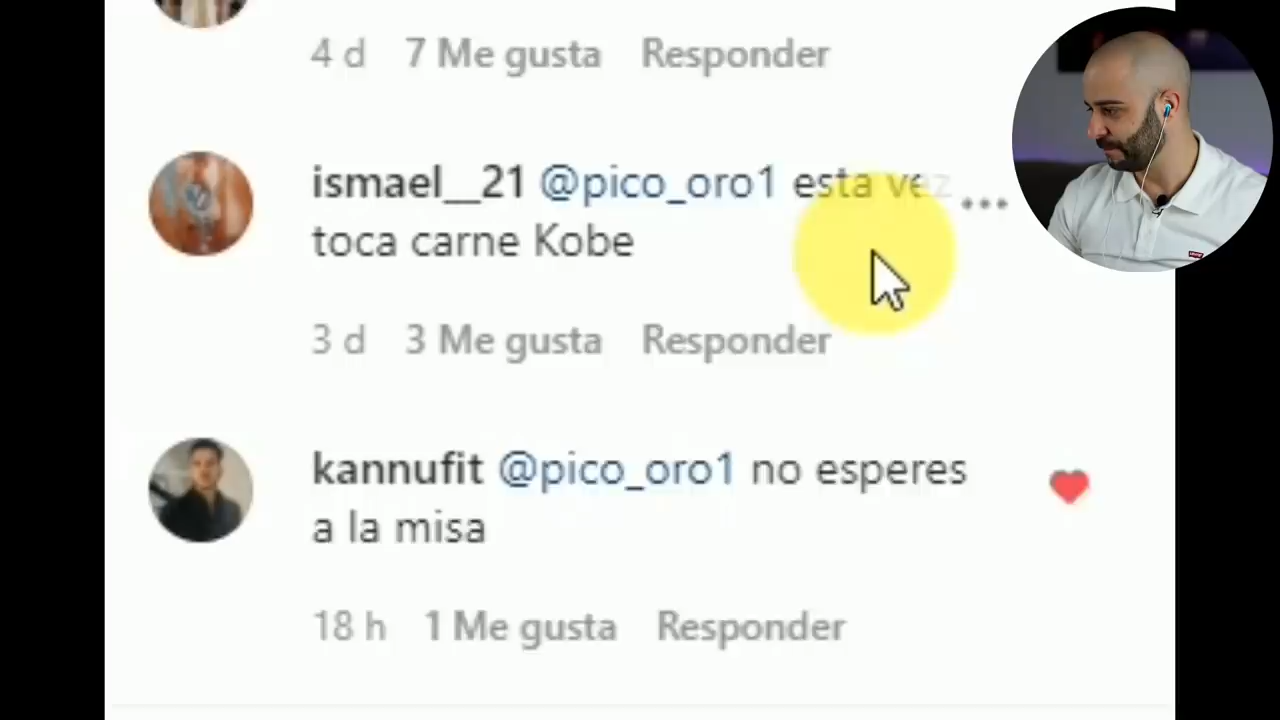 4 d 7 Me gusta Responder
ismael__21 @pico_oro1 esta vez
toca carne Kobe
3 d 3 Me gusta Responder
kannufit @pico_oro1 no esperes
a la misa
18 h 1 Me gusta Responder